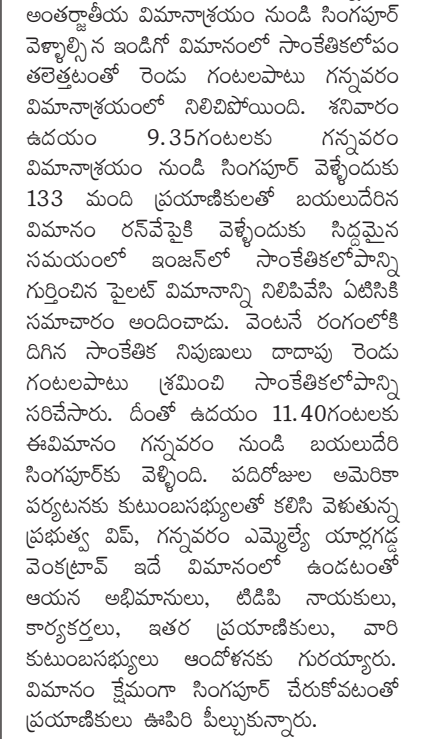 అంతర్జాతీయ విమానాశ్రయం నుండి సింగపూర్
వెళ్ళాల్సి న ఇండిగో విమానంలో సాంకేతికలోపం
తలెత్తటంతో రెండు గంటలపాటు గన్నవరం
విమానాశ్రయంలో నిలిచిపోయింది. శనివారం
ఉదయం 9.35గంటలకు గన్నవరం
విమానాశ్రయం నుండి సింగపూర్ వెళ్ళేందుకు
133 మంది ప్రయాణికులతో బయలుదేరిన
విమానం రన్‌వేపైకి వెళ్ళేందుకు సిద్దమైన
సమయంలో ఇంజన్‌లో సాంకేతికలోపాన్ని
గుర్తించిన పైలట్ విమానాన్ని నిలిపివేసి ఏటిసికి
సమాచారం అందించాడు. వెంటనే రంగంలోకి
దిగిన సాంకేతిక నిపుణులు దాదాపు రెండు
గంటలపాటు శ్రమించి సాంకేతికలోపాన్ని
సరిచేసారు. దీంతో ఉదయం 11.40గంటలకు
ఈవిమానం గన్నవరం నుండి బయలుదేరి
సింగపూర్‌కు వెళ్ళింది. పదిరోజుల అమెరికా
పర్యటనకు కుటుంబసభ్యులతో కలిసి వెళుతున్న
ప్రభుత్వ విప్, గన్నవరం ఎమ్మెల్యే యార్లగడ్డ
వెంకట్రావ్ ఇదే విమానంలో ఉండటంతో
ఆయన అభిమానులు, టిడిపి నాయకులు,
కార్యకర్తలు, ఇతర ప్రయాణికులు, వారి
కుటుంబసభ్యులు ఆందోళనకు గురయ్యారు.
విమానం క్షేమంగా సింగపూర్ చేరుకోవటంతో
ప్రయాణికులు ఊపిరి పీల్చుకున్నారు.